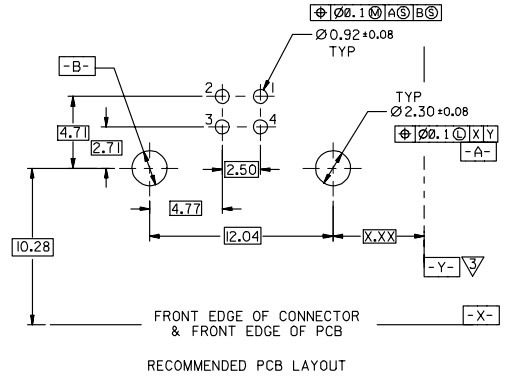 ⌖ Ø0.1 Ⓜ AⓈ BⓈ
Ø0.92±0.08
TYP
-B-
2 1
3 4
TYP
Ø2.30±0.08
⌖ Ø0.1 Ⓛ X Y
-A-
4.71
2.71
2.50
4.77
10.28
12.04
X.XX
-Y- 3
FRONT EDGE OF CONNECTOR
& FRONT EDGE OF PCB
-X-
RECOMMENDED PCB LAYOUT